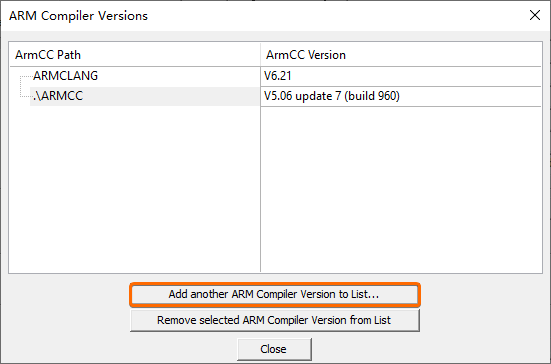 ARM Compiler Versions
ArmCC Path ArmCC Version
ARMCLANG V6.21
.\ARMCC V5.06 update 7 (build 960)
Add another ARM Compiler Version to List...
Remove selected ARM Compiler Version from List
Close